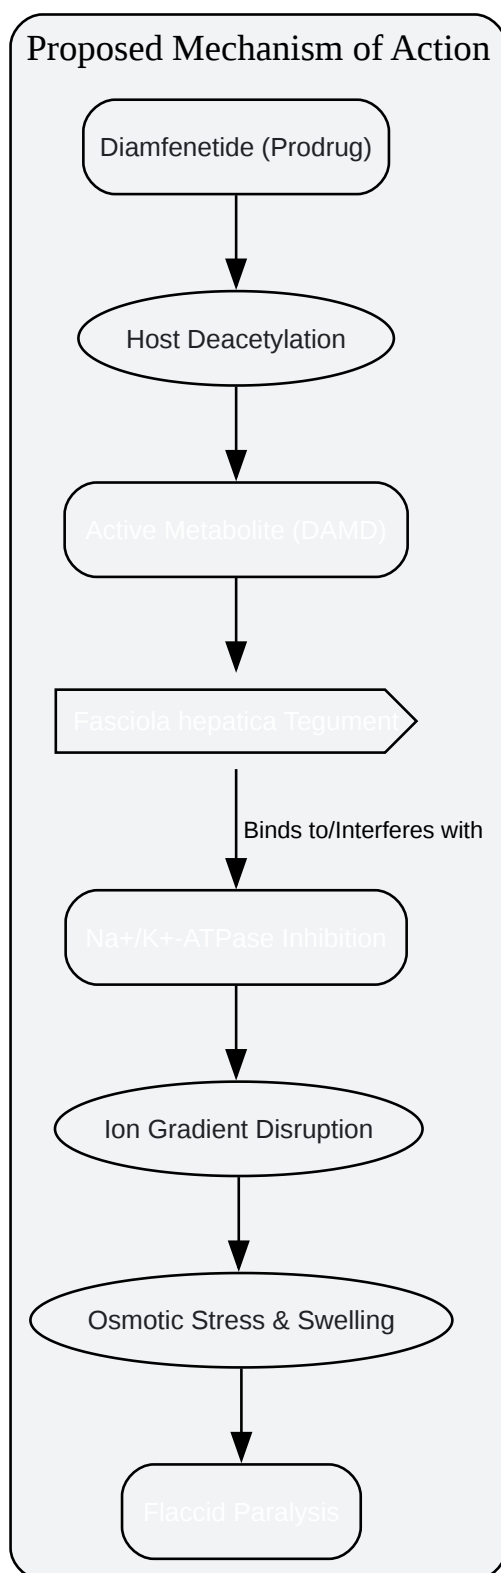 Proposed Mechanism of Action
Diamfenetide (Prodrug)
Host Deacetylation
Active Metabolite (DAMD)
Fasciola hepatica Tegument
Binds to/Interferes with
Na+/K+-ATPase Inhibition
Ion Gradient Disruption
Osmotic Stress & Swelling
Flaccid Paralysis